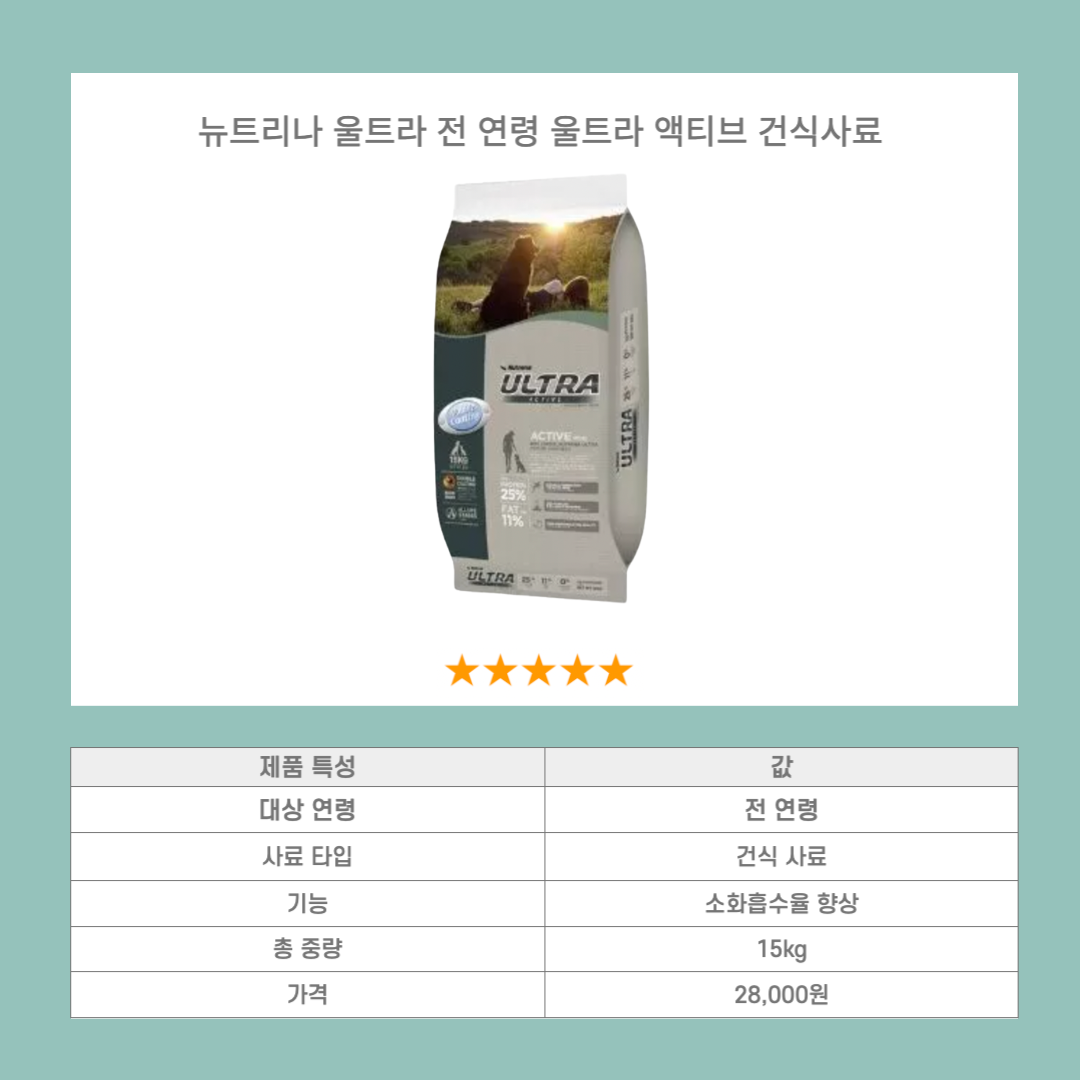 뉴트리나 울트라 전 연령 울트라 액티브 건식사료
ULTRA
ACTIVE
ACTIVE
15KG
PROTEIN
25%
FAT
11%
ULTRA
ULTRA
제품 특성 값
대상 연령 전 연령
사료 타입 건식 사료
기능 소화흡수율 향상
총 중량 15kg
가격 28,000원